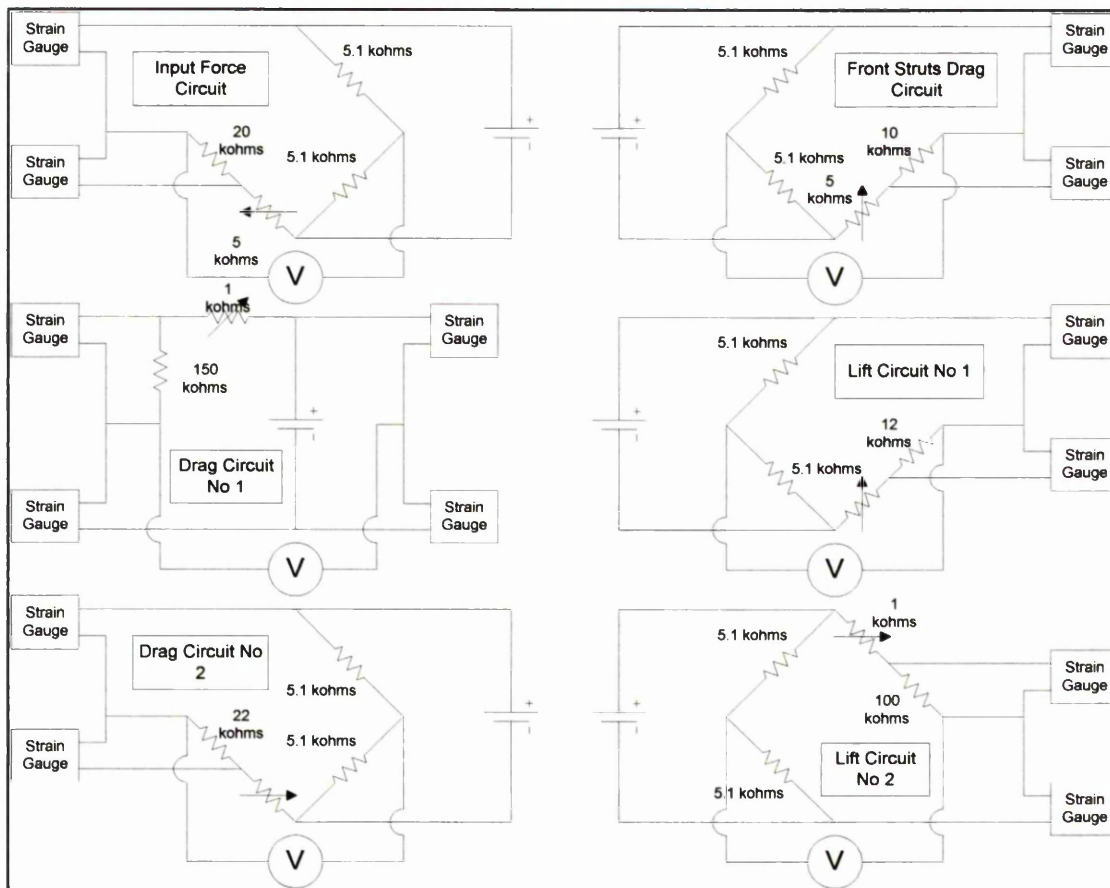 Strain
Gauge
Input Force
Circuit
5.1 kohms
20
kohms
5.1 kohms
Strain
Gauge
5
kohms
V
+
-
Strain
Gauge
Front Struts Drag
Circuit
5.1 kohms
10
kohms
5.1 kohms
5
kohms
Strain
Gauge
V
+
-
Strain
Gauge
1
kohms
150
kohms
Drag Circuit
No 1
+
-
Strain
Gauge
Strain
Gauge
Strain
Gauge
V
Strain
Gauge
5.1 kohms
Lift Circuit No 1
12
kohms
5.1 kohms
Strain
Gauge
V
+
-
Strain
Gauge
Drag Circuit No
2
5.1 kohms
22
kohms
5.1 kohms
Strain
Gauge
V
+
-
1
kohms
5.1 kohms
Strain
Gauge
100
kohms
Lift Circuit
No 2
5.1 kohms
Strain
Gauge
V
+
-